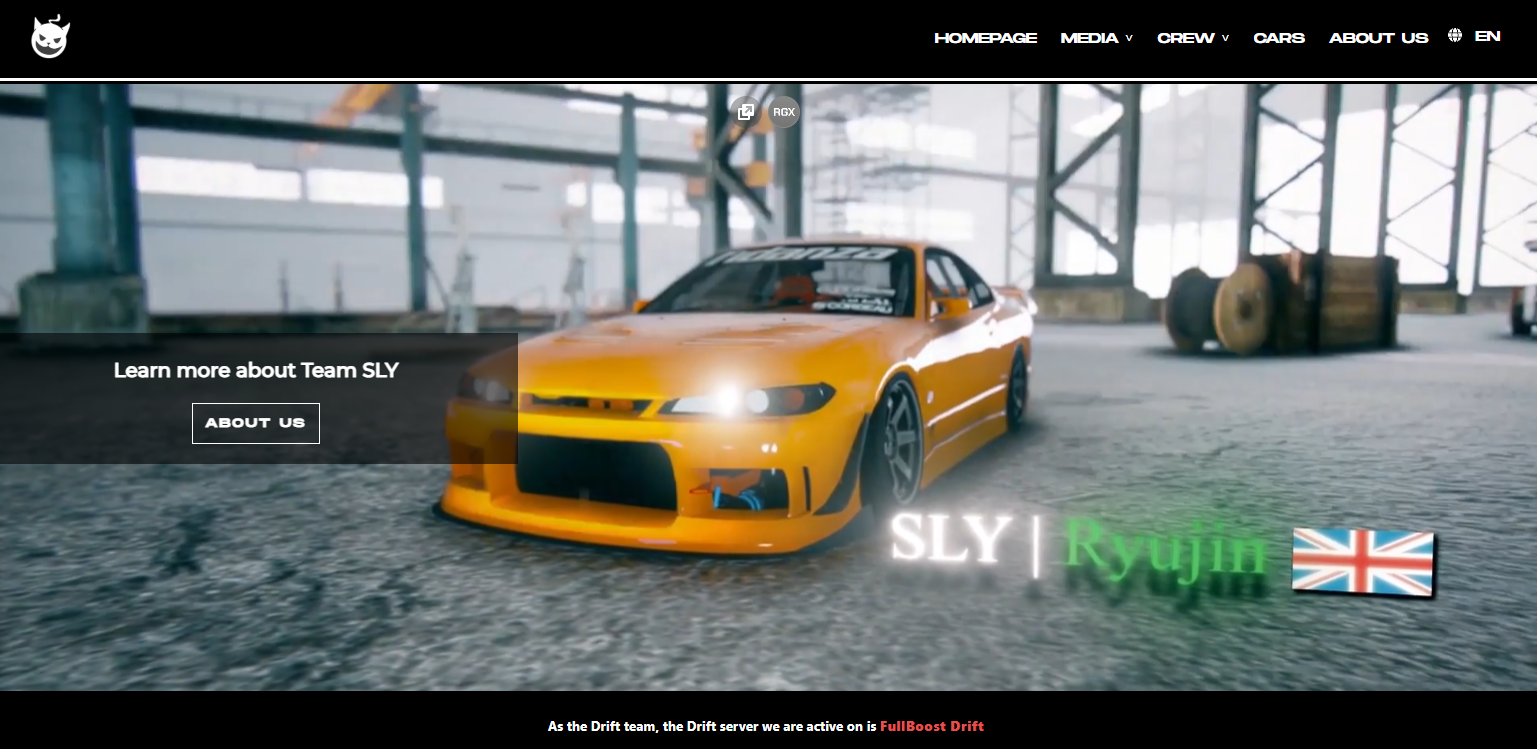 HOMEPAGE MEDIA v CREW v CARS ABOUT US EN
RGX
Learn more about Team SLY
ABOUT US
SLY | Ryujin
As the Drift team, the Drift server we are active on is FullBoost Drift